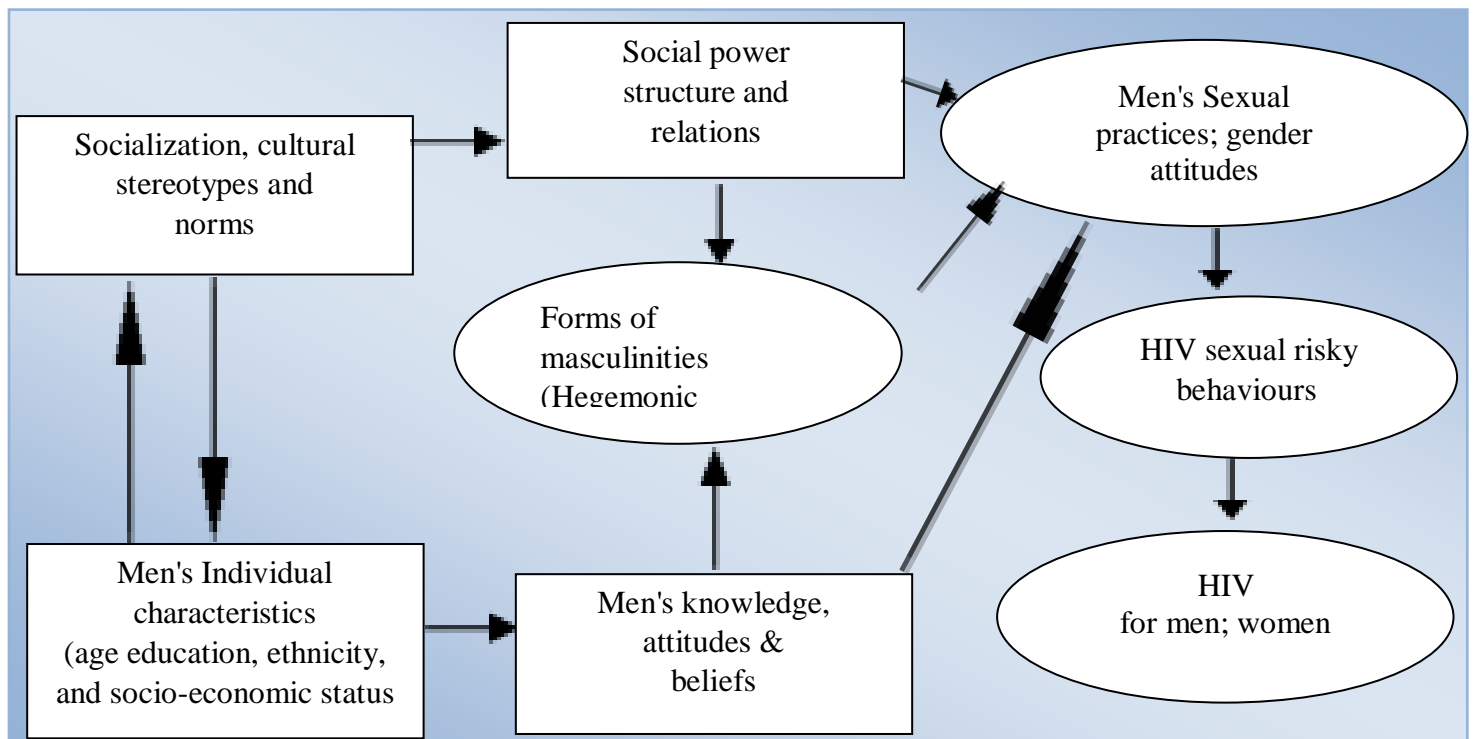 Social power
structure and
relations
Men's Sexual
practices; gender
attitudes
Socialization, cultural
stereotypes and
norms
Forms of
masculinities
(Hegemonic
HIV sexual risky
behaviours
Men's Individual
characteristics
(age education, ethnicity,
and socio-economic status
Men's knowledge,
attitudes &
beliefs
HIV
for men; women